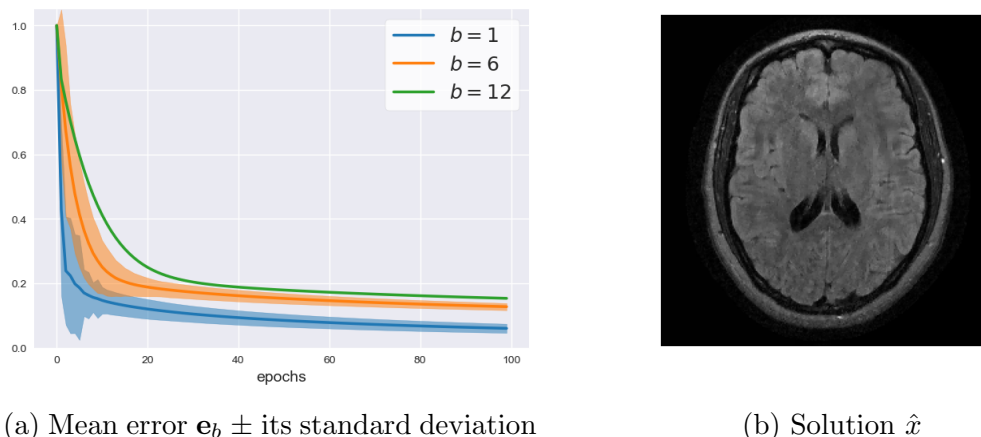 1.0
0.8
0.6
0.4
0.2
0.0
b = 1
b = 6
b = 12
0 20 40 60 80 100
epochs
(a) Mean error e_b ± its standard deviation
(b) Solution x̂